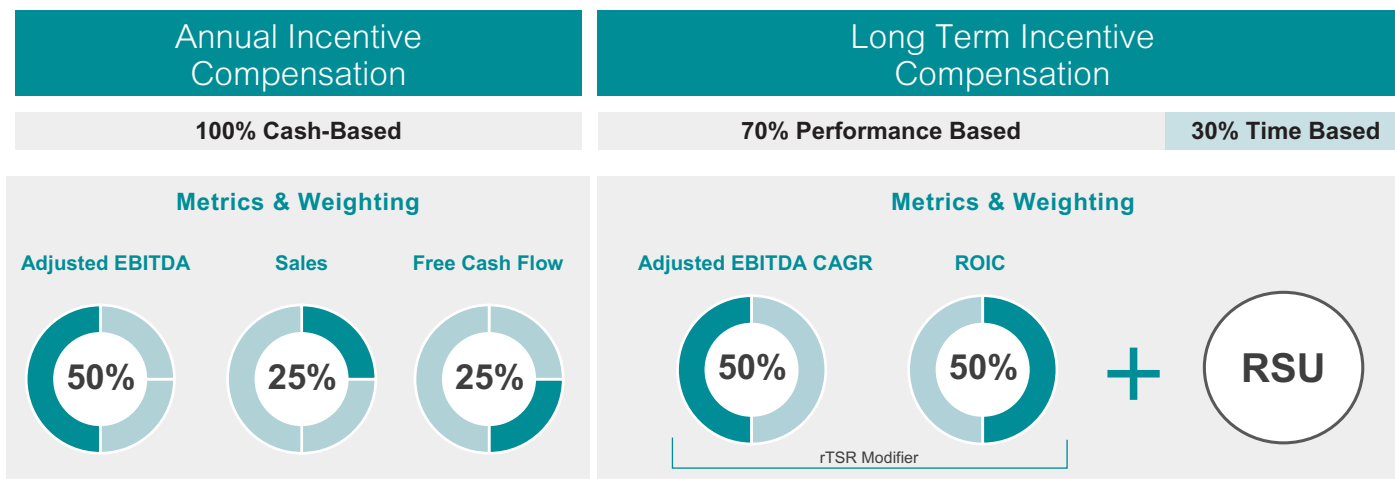 Annual Incentive
Compensation
100% Cash-Based
Metrics & Weighting
Adjusted EBITDA
Sales
Free Cash Flow
50%
25%
25%
Long Term Incentive
Compensation
70% Performance Based
30% Time Based
Metrics & Weighting
Adjusted EBITDA CAGR
ROIC
50%
50%
+
RSU
rTSR Modifier